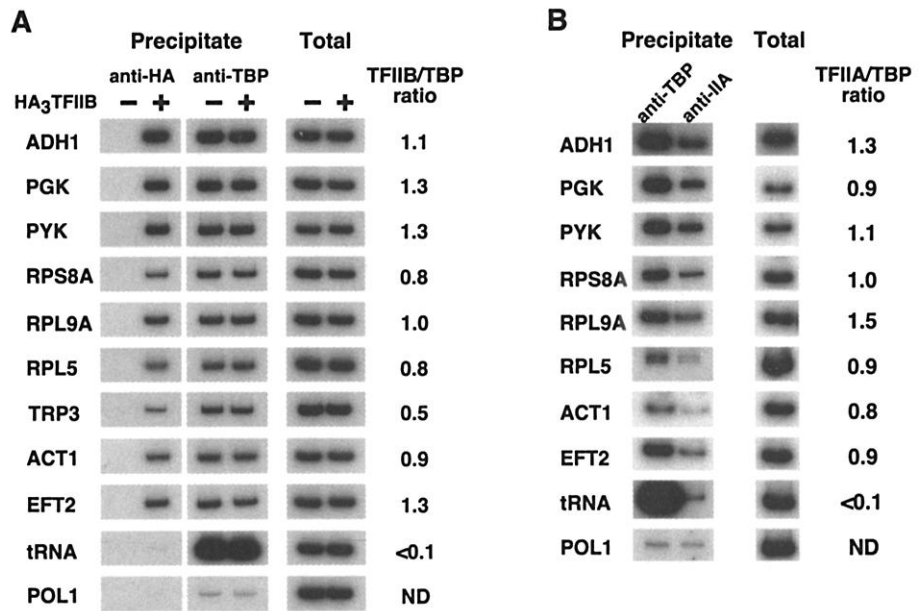 A
Precipitate Total
anti-HA anti-TBP TFIIB/TBP ratio
HA3TFIIB − + − + − +
ADH1 1.1
PGK 1.3
PYK 1.3
RPS8A 0.8
RPL9A 1.0
RPL5 0.8
TRP3 0.5
ACT1 0.9
EFT2 1.3
tRNA <0.1
POL1 ND
B
Precipitate Total
anti-TBP anti-IIA TFIIA/TBP ratio
ADH1 1.3
PGK 0.9
PYK 1.1
RPS8A 1.0
RPL9A 1.5
RPL5 0.9
ACT1 0.8
EFT2 0.9
tRNA <0.1
POL1 ND